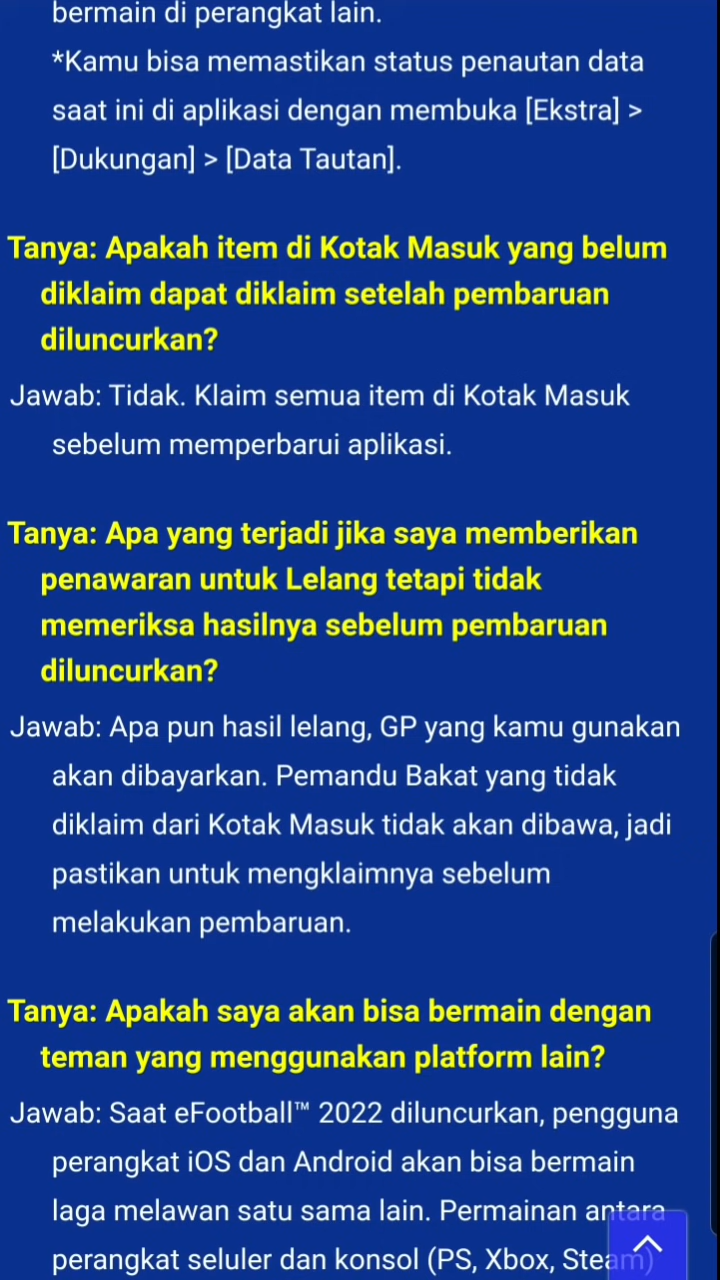 bermain di perangkat lain.
*Kamu bisa memastikan status penautan data
saat ini di aplikasi dengan membuka [Ekstra] >
[Dukungan] > [Data Tautan].
Tanya: Apakah item di Kotak Masuk yang belum
diklaim dapat diklaim setelah pembaruan
diluncurkan?
Jawab: Tidak. Klaim semua item di Kotak Masuk
sebelum memperbarui aplikasi.
Tanya: Apa yang terjadi jika saya memberikan
penawaran untuk Lelang tetapi tidak
memeriksa hasilnya sebelum pembaruan
diluncurkan?
Jawab: Apa pun hasil lelang, GP yang kamu gunakan
akan dibayarkan. Pemandu Bakat yang tidak
diklaim dari Kotak Masuk tidak akan dibawa, jadi
pastikan untuk mengklaimnya sebelum
melakukan pembaruan.
Tanya: Apakah saya akan bisa bermain dengan
teman yang menggunakan platform lain?
Jawab: Saat eFootball™ 2022 diluncurkan, pengguna
perangkat iOS dan Android akan bisa bermain
laga melawan satu sama lain. Permainan antara
perangkat seluler dan konsol (PS, Xbox, Steam)